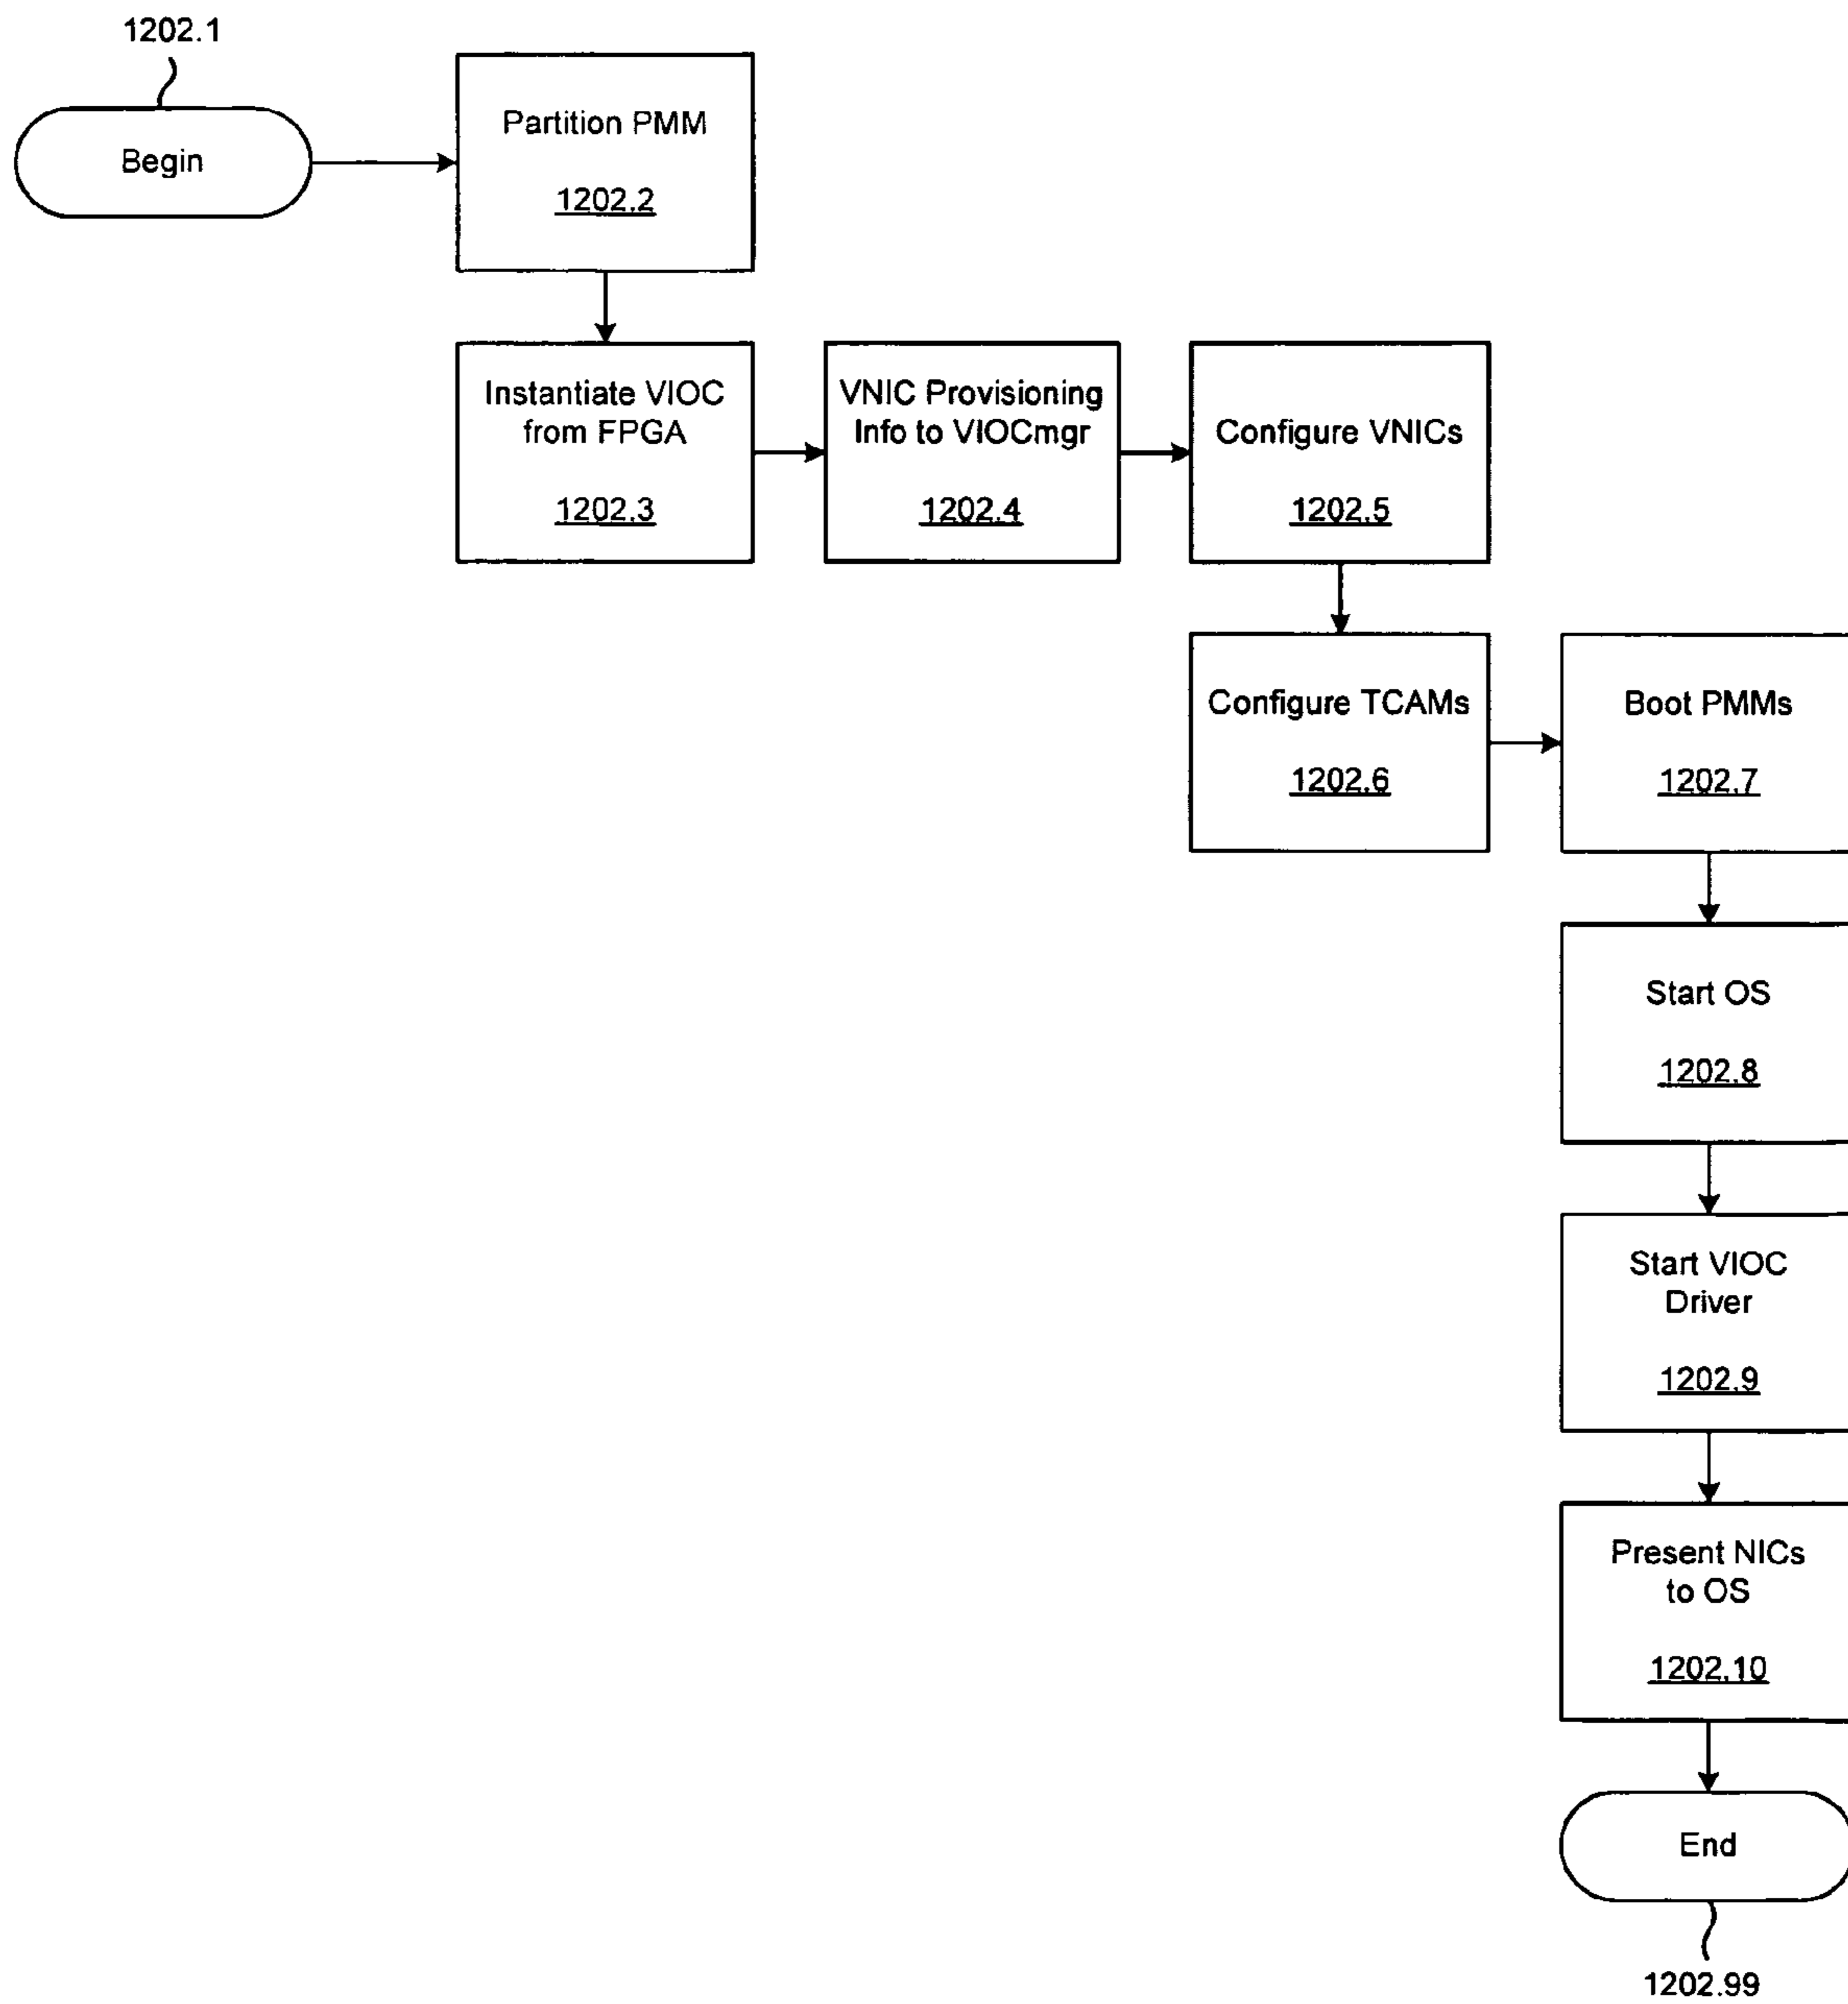 1202.1
Begin
Partition PMM
1202.2
Instantiate VIOC
from FPGA
1202.3
VNIC Provisioning
Info to VIOCmgr
1202.4
Configure VNICs
1202.5
Configure TCAMs
1202.6
Boot PMMs
1202.7
Start OS
1202.8
Start VIOC
Driver
1202.9
Present NICs
to OS
1202.10
End
1202.99